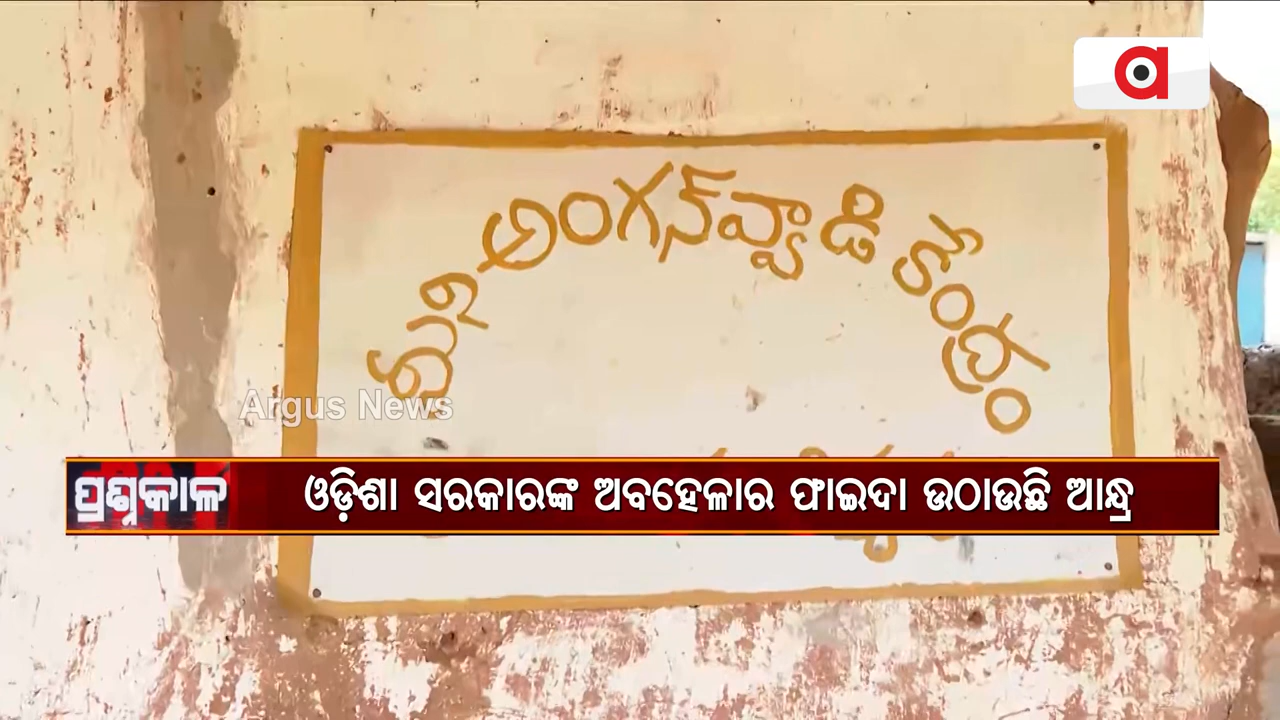 మిని అంగన్వ్వాడి కేంద్రం
Argus News
ପ୍ରଶ୍ନକାଳ
ଓଡ଼ିଶା ସରକାରଙ୍କ ଅବହେଳାର ଫାଇଦା ଉଠାଉଛି ଆନ୍ଧ୍ର